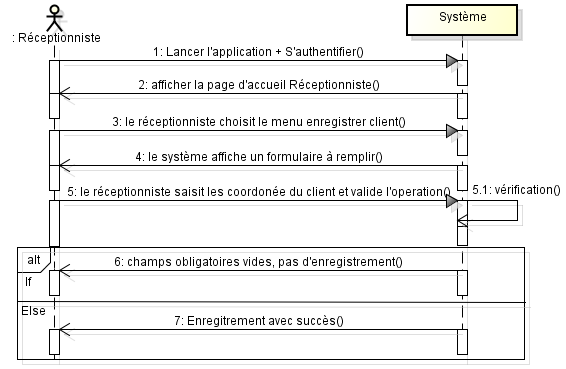 Système
: Réceptionniste
1: Lancer l'application + S'authentifier()
2: afficher la page d'accueil Réceptionniste()
3: le réceptionniste choisit le menu enregistrer client()
4: le système affiche un formulaire à remplir()
5: le réceptionniste saisit les coordonée du client et valide l'operation()
5.1: vérification()
alt
6: champs obligatoires vides, pas d'enregistrement()
If
Else
7: Enregitrement avec succès()